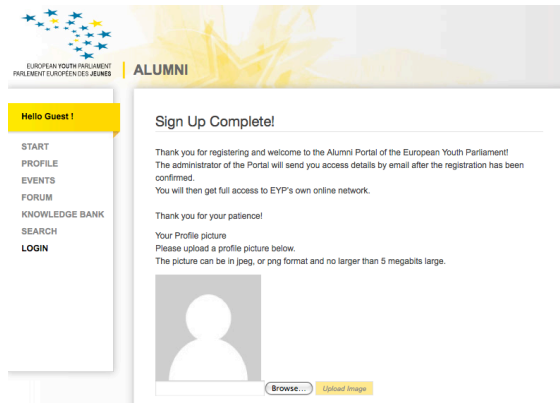 EUROPEAN YOUTH PARLIAMENT
PARLEMENT EUROPÉEN DES JEUNES
ALUMNI
Hello Guest !
START
PROFILE
EVENTS
FORUM
KNOWLEDGE BANK
SEARCH
LOGIN
Sign Up Complete!
Thank you for registering and welcome to the Alumni Portal of the European Youth Parliament!
The administrator of the Portal will send you access details by email after the registration has been
confirmed.
You will then get full access to EYP's own online network.
Thank you for your patience!
Your Profile picture
Please upload a profile picture below.
The picture can be in jpeg, or png format and no larger than 5 megabits large.
Browse... Upload Image